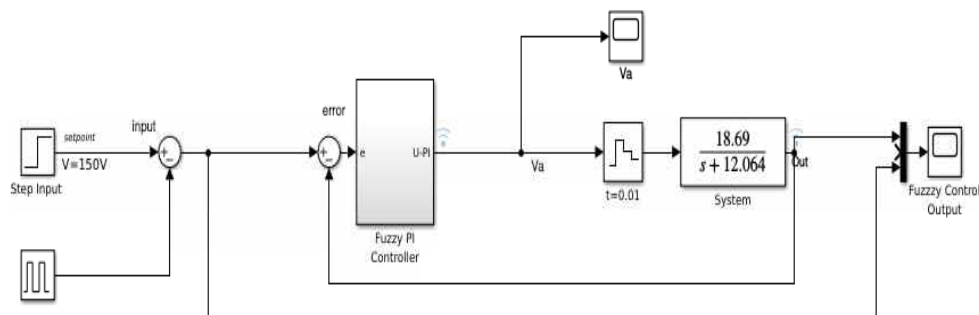 Va
error
input
setpoint
V=150V
Step Input
+
-
+
-
e
U-PI
Va
Fuzzy PI
Controller
t=0.01
18.69
s + 12.064
System
Out
Fuzzzy Control
Output